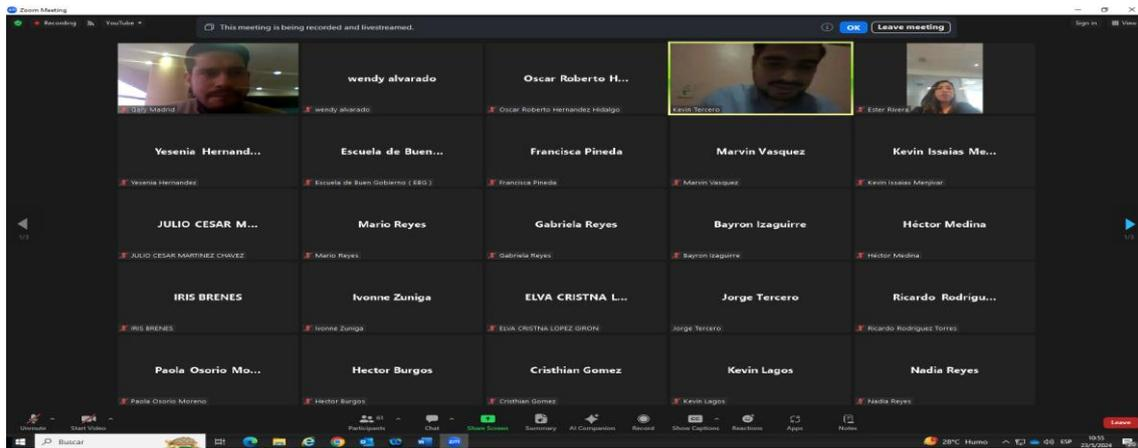 Zoom Meeting
Recording
YouTube
This meeting is being recorded and livestreamed.
OK
Leave meeting
Sign in
View
Gary Madrid
wendy alvarado
wendy alvarado
Oscar Roberto H...
Oscar Roberto Hernandez Hidalgo
Kevin Tercero
Ester Rivera
Yesenia Hernand...
Yesenia Hernandez
Escuela de Buen...
Escuela de Buen Gobierno ( EBG )
Francisca Pineda
Francisca Pineda
Marvin Vasquez
Marvin Vasquez
Kevin Issaias Me...
Kevin Issaias Menjivar
JULIO CESAR M...
JULIO CESAR MARTINEZ CHAVEZ
Mario Reyes
Mario Reyes
Gabriela Reyes
Gabriela Reyes
Bayron Izaguirre
Bayron Izaguirre
Héctor Medina
Héctor Medina
1/3
1/3
IRIS BRENES
IRIS BRENES
Ivonne Zuniga
Ivonne Zuniga
ELVA CRISTNA L...
ELVA CRISTNA LOPEZ GIRON
Jorge Tercero
Jorge Tercero
Ricardo Rodrígu...
Ricardo Rodríguez Torres
Paola Osorio Mo...
Paola Osorio Moreno
Hector Burgos
Hector Burgos
Cristhian Gomez
Cristhian Gomez
Kevin Lagos
Kevin Lagos
Nadia Reyes
Nadia Reyes
Unmute
Start Video
Participants
61
Chat
Share Screen
Summary
AI Companion
Record
Show Captions
Reactions
Apps
Notes
Leave
Buscar
28°C Humo
ESP
10:55
23/5/2024